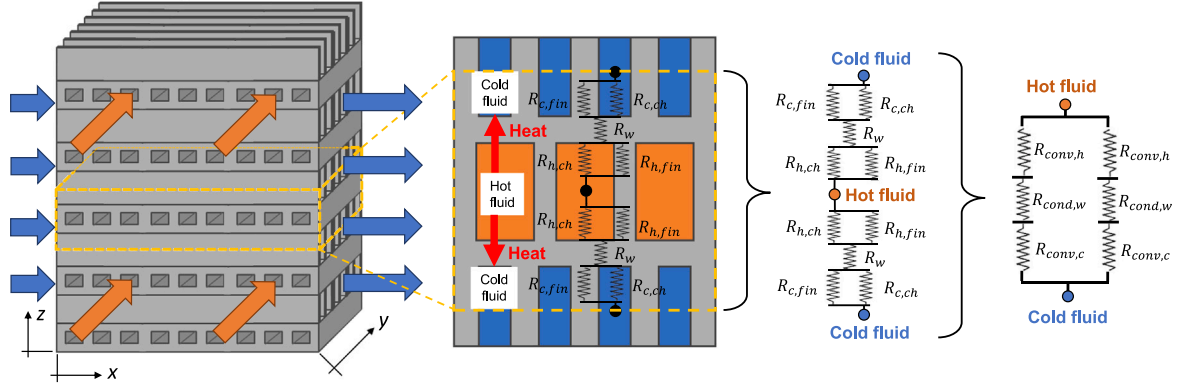 z
y
x
Cold
fluid
R_{c,fin}
R_{c,ch}
Heat
R_w
R_{h,ch}
R_{h,fin}
Hot
fluid
R_{h,ch}
R_{h,fin}
Heat
R_w
Cold
fluid
R_{c,fin}
R_{c,ch}
Cold fluid
R_{c,fin}
R_{c,ch}
R_w
R_{h,ch}
R_{h,fin}
Hot fluid
R_{h,ch}
R_{h,fin}
R_w
R_{c,fin}
R_{c,ch}
Cold fluid
Hot fluid
R_{conv,h}
R_{conv,h}
R_{cond,w}
R_{cond,w}
R_{conv,c}
R_{conv,c}
Cold fluid